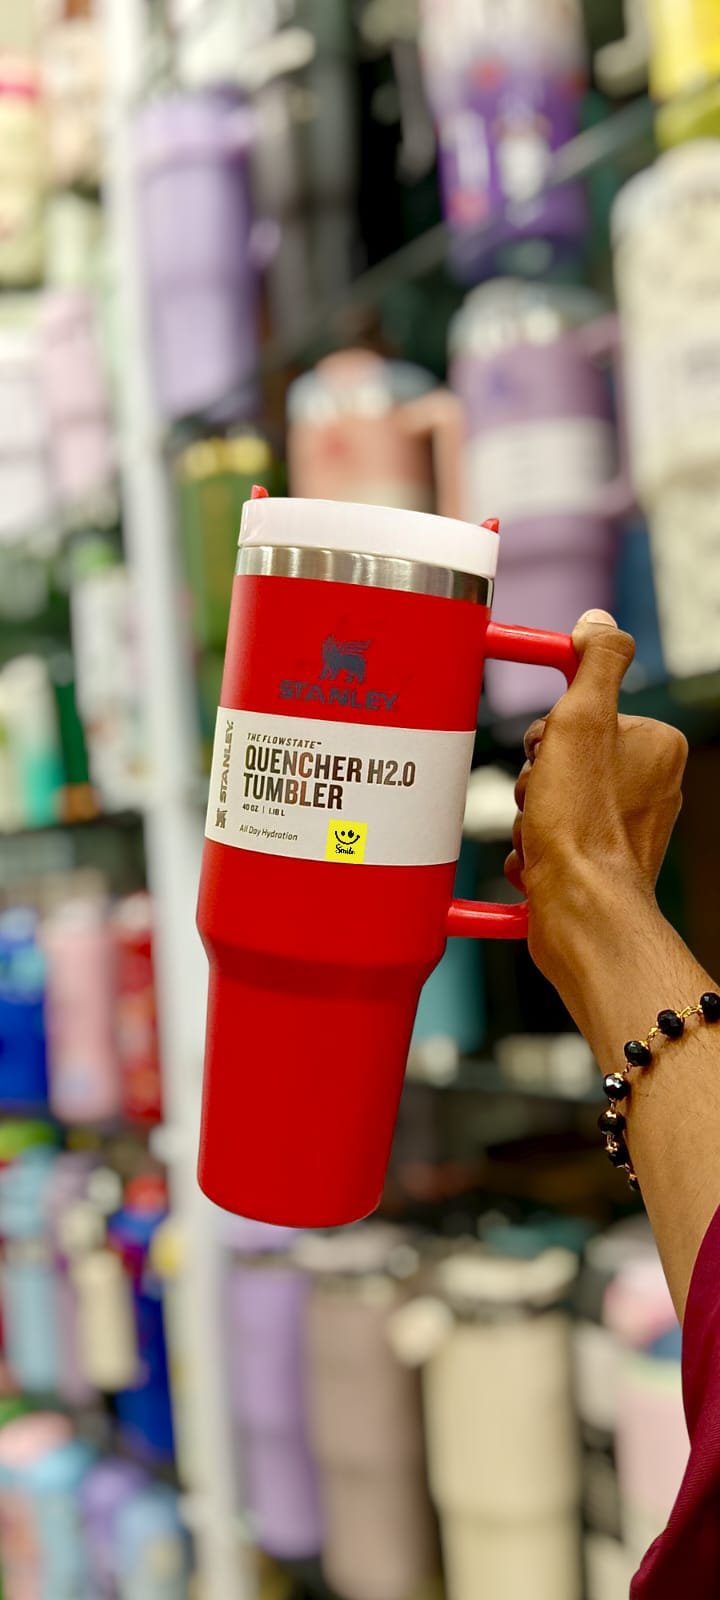 STANLEY
STANLEY.
THE FLOWSTATE™
QUENCHER H2.0
TUMBLER
40 OZ | 1.18 L
All Day Hydration
Smile